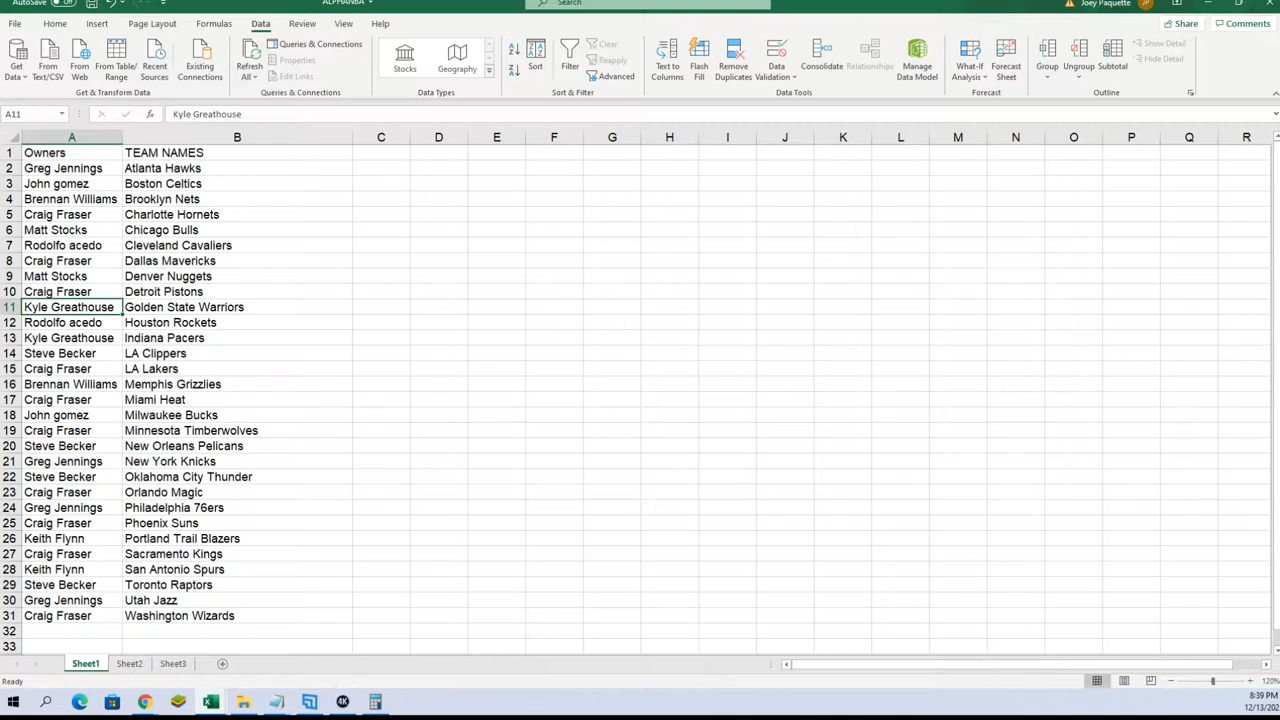 AutoSave Off ALPHANBA Search Joey Paquette JP
File Home Insert Page Layout Formulas Data Review View Help Share Comments
Get Data From Text/CSV From Web From Table/Range Recent Sources Existing Connections
Get & Transform Data
Refresh All Queries & Connections Properties Edit Links
Queries & Connections
Stocks Geography
Data Types
Sort Filter Clear Reapply Advanced
Sort & Filter
Text to Columns Flash Fill Remove Duplicates Data Validation Consolidate Relationships Manage Data Model
Data Tools
What-If Analysis Forecast Sheet
Forecast
Group Ungroup Subtotal Show Detail Hide Detail
Outline
A11 fx Kyle Greathouse
A B C D E F G H I J K L M N O P Q R
1 Owners TEAM NAMES
2 Greg Jennings Atlanta Hawks
3 John gomez Boston Celtics
4 Brennan Williams Brooklyn Nets
5 Craig Fraser Charlotte Hornets
6 Matt Stocks Chicago Bulls
7 Rodolfo acedo Cleveland Cavaliers
8 Craig Fraser Dallas Mavericks
9 Matt Stocks Denver Nuggets
10 Craig Fraser Detroit Pistons
11 Kyle Greathouse Golden State Warriors
12 Rodolfo acedo Houston Rockets
13 Kyle Greathouse Indiana Pacers
14 Steve Becker LA Clippers
15 Craig Fraser LA Lakers
16 Brennan Williams Memphis Grizzlies
17 Craig Fraser Miami Heat
18 John gomez Milwaukee Bucks
19 Craig Fraser Minnesota Timberwolves
20 Steve Becker New Orleans Pelicans
21 Greg Jennings New York Knicks
22 Steve Becker Oklahoma City Thunder
23 Craig Fraser Orlando Magic
24 Greg Jennings Philadelphia 76ers
25 Craig Fraser Phoenix Suns
26 Keith Flynn Portland Trail Blazers
27 Craig Fraser Sacramento Kings
28 Keith Flynn San Antonio Spurs
29 Steve Becker Toronto Raptors
30 Greg Jennings Utah Jazz
31 Craig Fraser Washington Wizards
32
33
Sheet1 Sheet2 Sheet3
Ready 120%
4K 8:39 PM
12/13/202